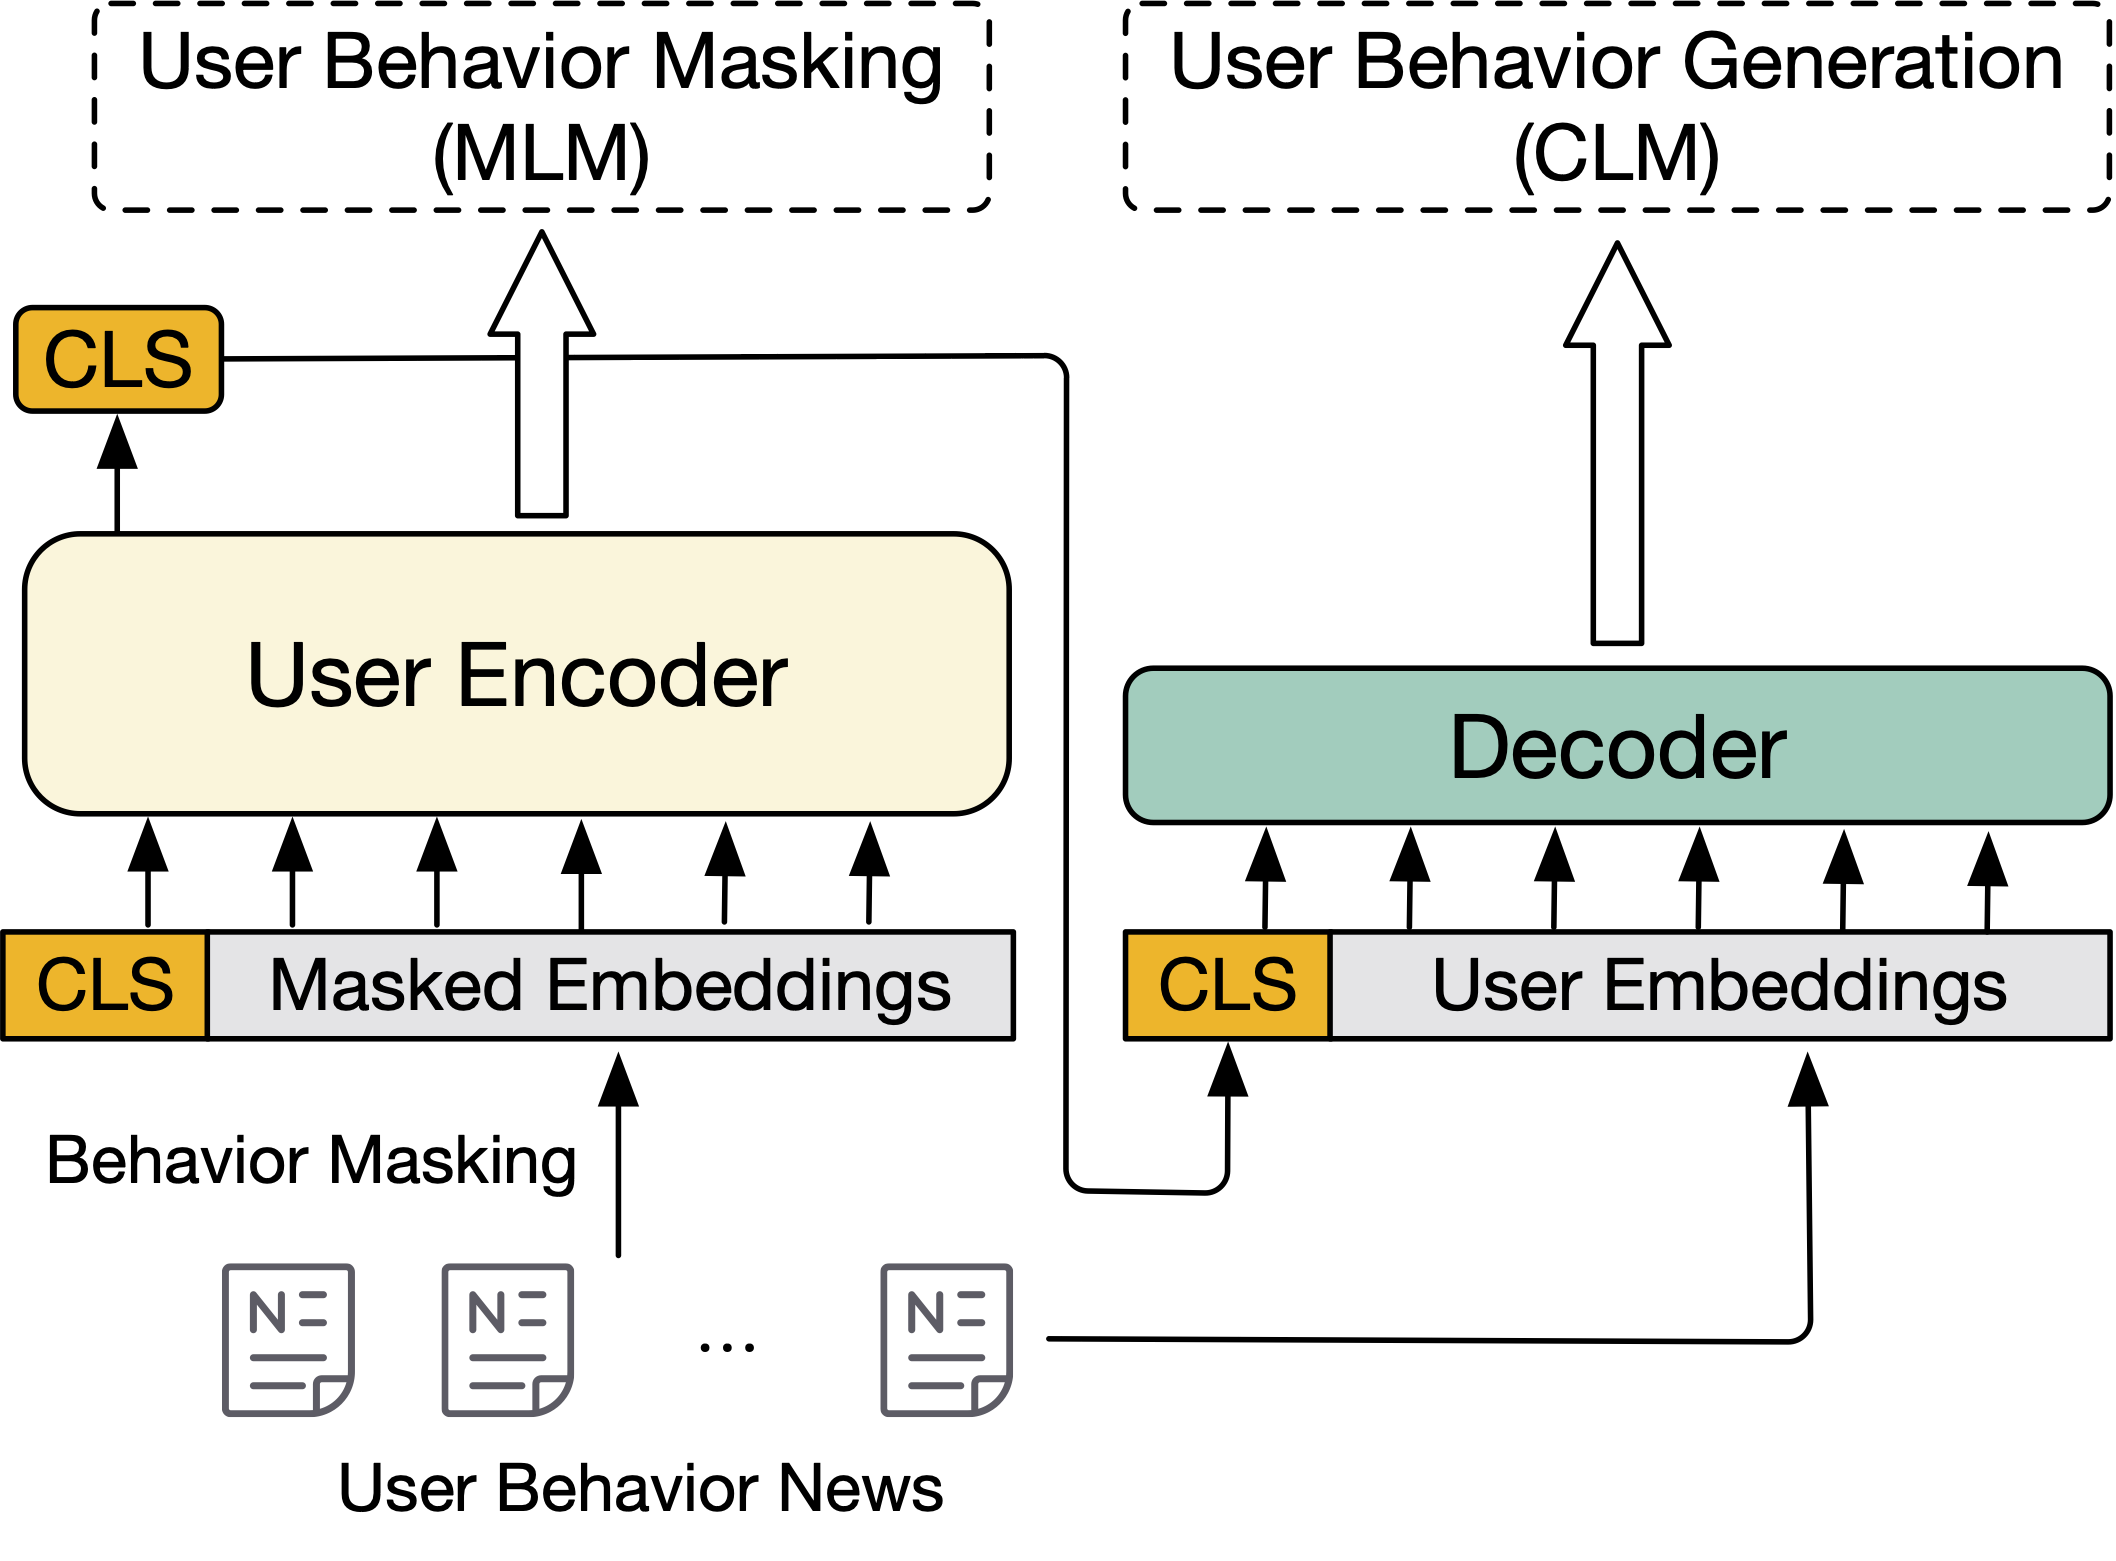 User Behavior Masking
(MLM)
User Behavior Generation
(CLM)
CLS
User Encoder
Decoder
CLS
Masked Embeddings
CLS
User Embeddings
Behavior Masking
N
N
...
N
User Behavior News